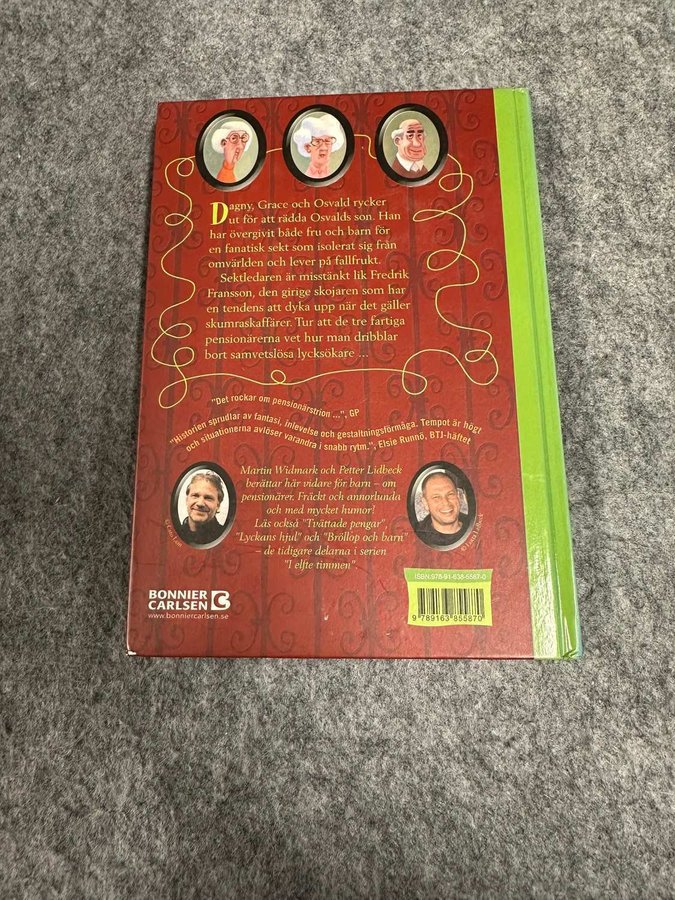 Dagny, Grace och Osvald rycker
ut för att rädda Osvalds son. Han
har övergivit både fru och barn för
en fanatisk sekt som isolerat sig från
omvärlden och lever på fallfrukt.
Sektledaren är misstänkt lik Fredrik
Fransson, den girige skojaren som har
en tendens att dyka upp när det gäller
skumraskaffärer. Tur att de tre fartiga
pensionärerna vet hur man dribblar
bort samvetslösa lycksökare ...
"Det rockar om pensionärstrion ...", GP
"Historien sprudlar av fantasi, inlevelse och gestaltningsförmåga. Tempot är högt
och situationerna avlöser varandra i snabb rytm.", Elsie Runnö, BTJ-häftet
Martin Widmark och Petter Lidbeck
berättar här vidare för barn – om
pensionärer. Fräckt och annorlunda
och med mycket humor!
Läs också "Tvättade pengar",
"Lyckans hjul" och "Bröllop och barn"
– de tidigare delarna i serien
"I elfte timmen".
BONNIER
CARLSEN
www.bonniercarlsen.se
ISBN 978-91-638-5587-0
9 789163 855870